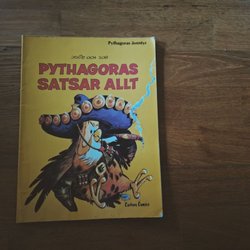 Pythagoras äventyr
PYTHAGORAS
SATSAR ALLT
Carlsen Comics